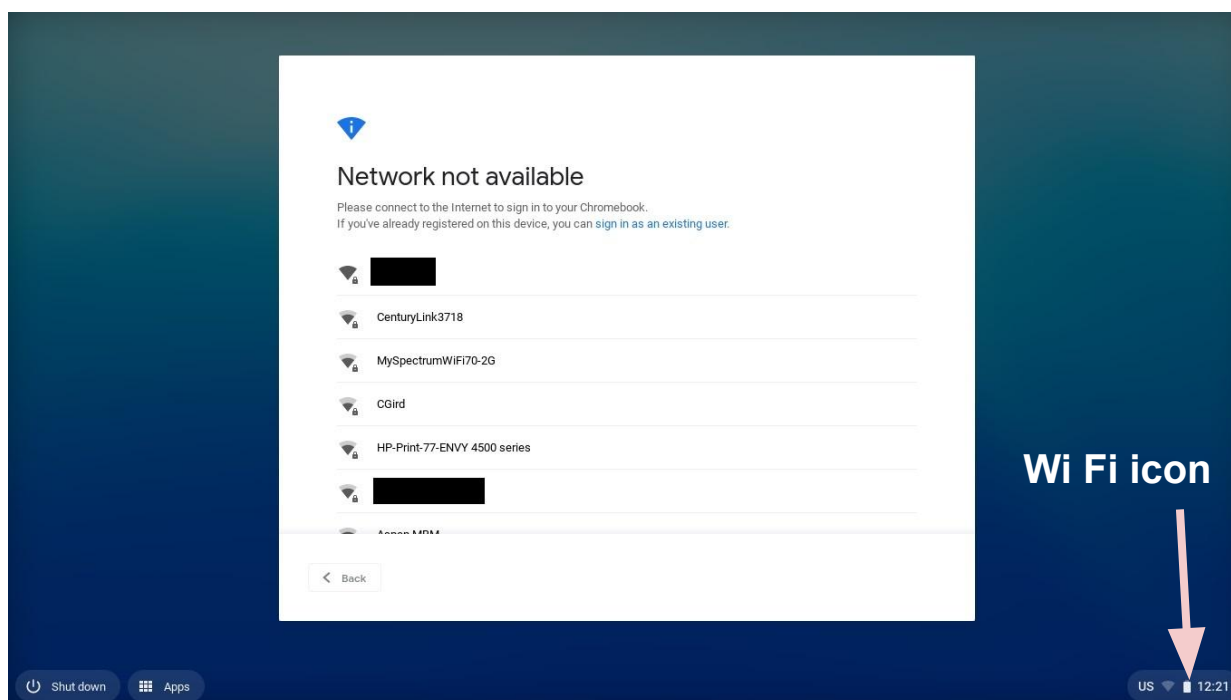 Network not available
Please connect to the Internet to sign in to your Chromebook.
If you've already registered on this device, you can sign in as an existing user.
CenturyLink3718
MySpectrumWiFi70-2G
CGird
HP-Print-77-ENVY 4500 series
Wi Fi icon
Back
Shut down
Apps
US
12:21